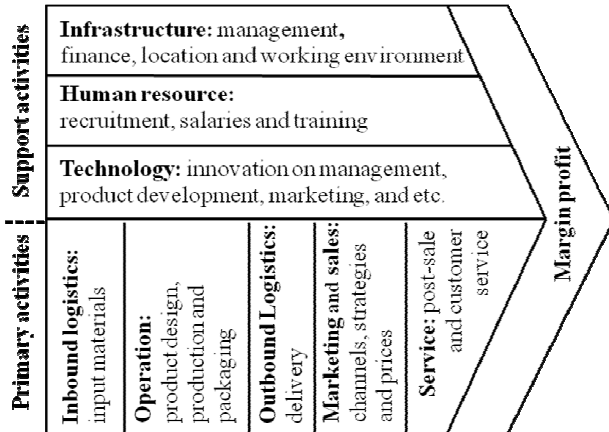 Support activities
Infrastructure: management,
finance, location and working environment
Human resource:
recruitment, salaries and training
Technology: innovation on management,
product development, marketing, and etc.
Primary activities
Inbound logistics:
input materials
Operation:
product design,
production and
packaging
Outbound Logistics:
delivery
Marketing and sales:
channels, strategies
and prices
Service: post-sale
and customer
service
Margin profit